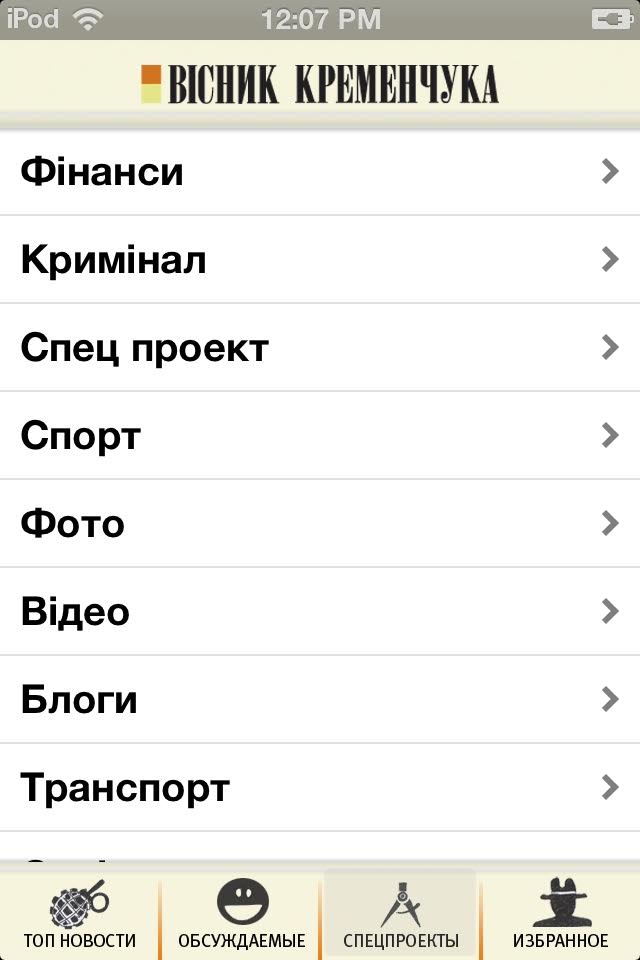 iPod 12:07 PM
ВІСНИК КРЕМЕНЧУКА
Фінанси
Кримінал
Спец проект
Спорт
Фото
Відео
Блоги
Транспорт
ТОП НОВОСТИ ОБСУЖДАЕМЫЕ СПЕЦПРОЕКТЫ ИЗБРАННОЕ